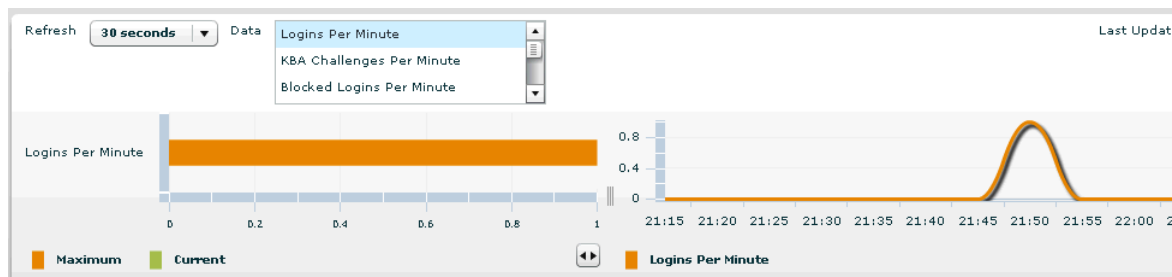 Refresh 30 seconds Data Logins Per Minute Last Updat
KBA Challenges Per Minute
Blocked Logins Per Minute
Logins Per Minute
0 0.2 0.4 0.6 0.8 1
Maximum Current
0.8
0.4
0
21:15 21:20 21:25 21:30 21:35 21:40 21:45 21:50 21:55 22:00 2
Logins Per Minute